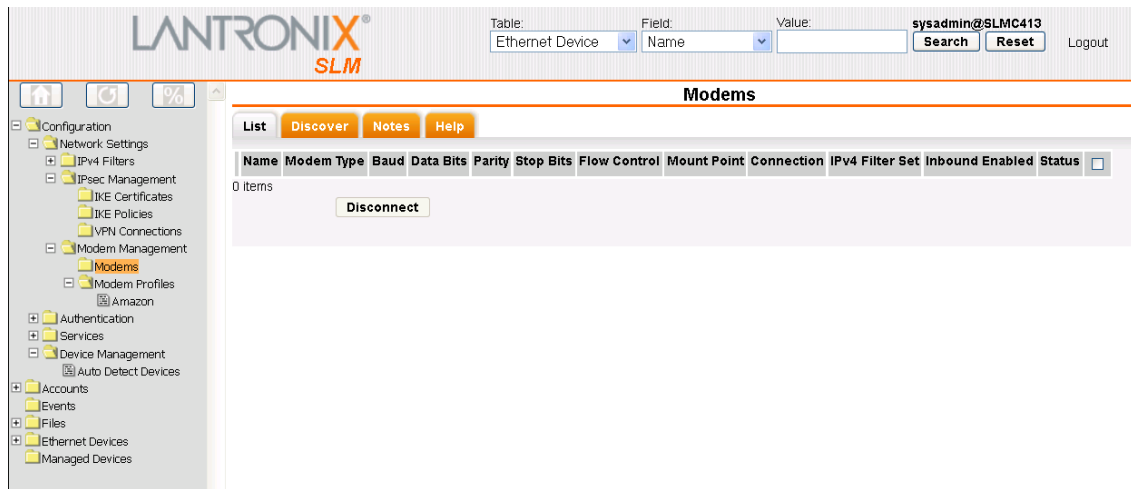 LANTRONIX®
SLM
Table: Field: Value: sysadmin@SLMC413
Ethernet Device Name Search Reset Logout
Modems
List Discover Notes Help
Name Modem Type Baud Data Bits Parity Stop Bits Flow Control Mount Point Connection IPv4 Filter Set Inbound Enabled Status
0 items
Disconnect
Configuration
Network Settings
IPv4 Filters
IPsec Management
IKE Certificates
IKE Policies
VPN Connections
Modem Management
Modems
Modem Profiles
Amazon
Authentication
Services
Device Management
Auto Detect Devices
Accounts
Events
Files
Ethernet Devices
Managed Devices